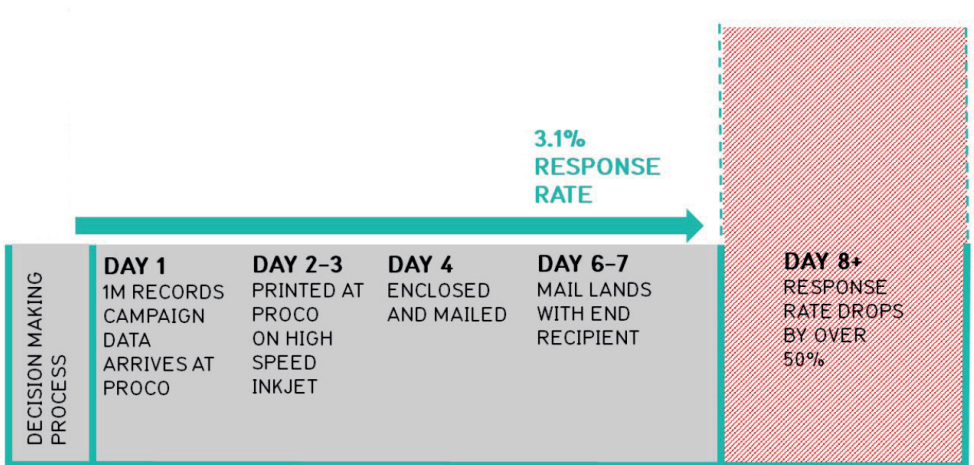 3.1%
RESPONSE
RATE
DECISION MAKING
PROCESS
DAY 1
1M RECORDS
CAMPAIGN
DATA
ARRIVES AT
PROCO
DAY 2–3
PRINTED AT
PROCO
ON HIGH
SPEED
INKJET
DAY 4
ENCLOSED
AND MAILED
DAY 6–7
MAIL LANDS
WITH END
RECIPIENT
DAY 8+
RESPONSE
RATE DROPS
BY OVER
50%